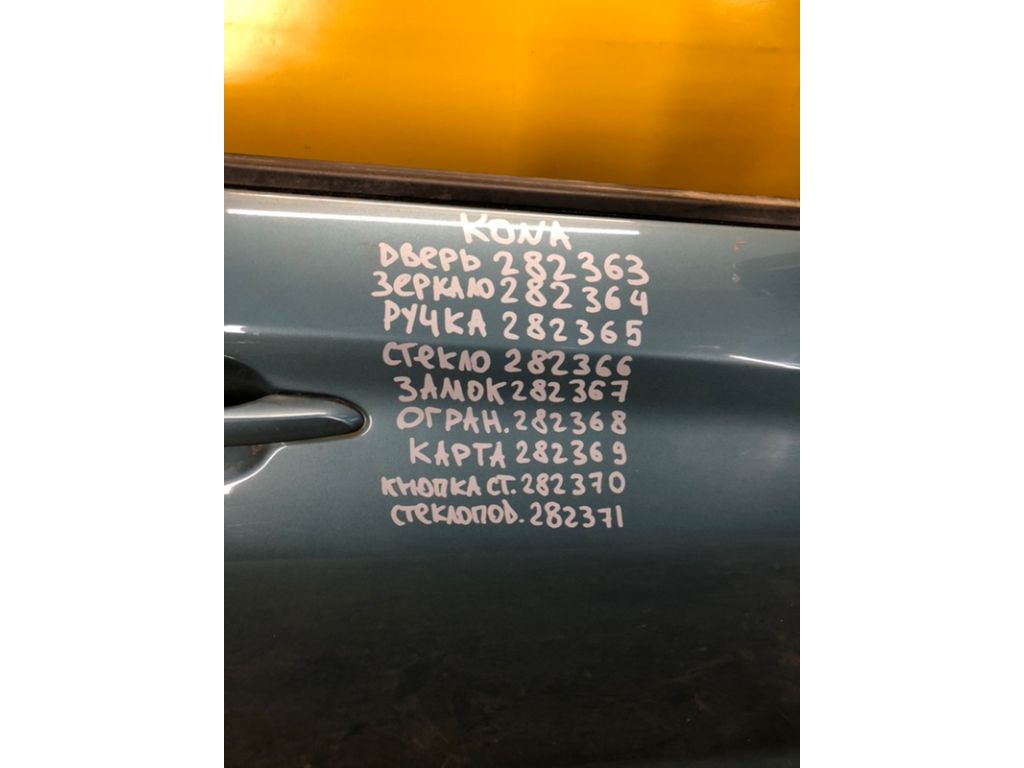 KONA
ДВЕРЬ 282363
ЗЕРКАЛО 282364
РУЧКА 282365
СТЕКЛО 282366
ЗАМОК 282367
ОГРАН. 282368
КАРТА 282369
КНОПКА СТ. 282370
СТЕКЛОПОД. 282371